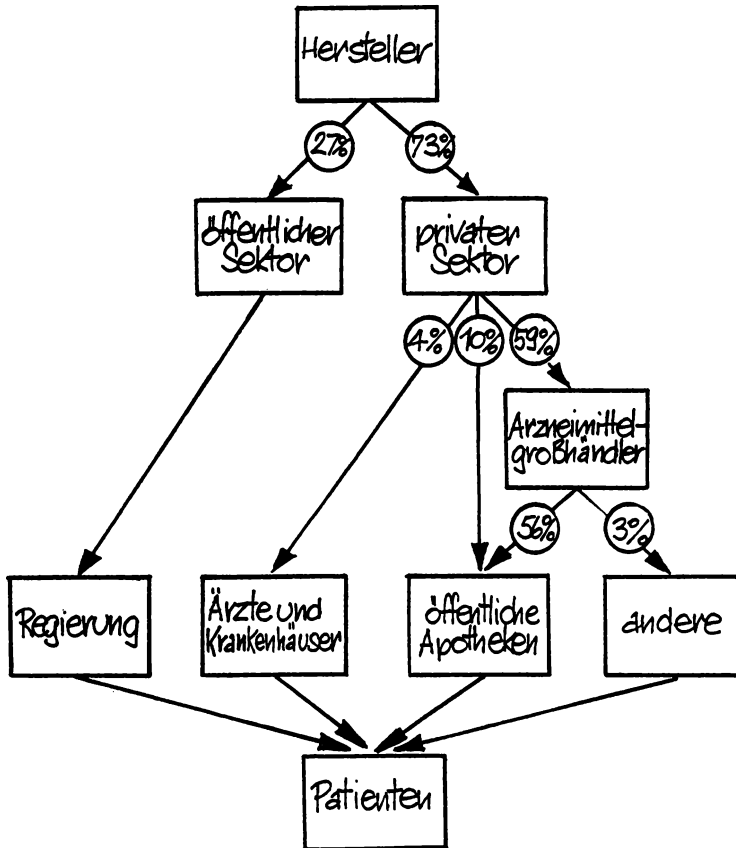 Hersteller
27%
73%
öffentlicher
Sektor
privater
Sektor
4%
10%
59%
Arzneimittel-
großhändler
56%
3%
Regierung
Ärzte und
Krankenhäuser
öffentliche
Apotheken
andere
Patienten